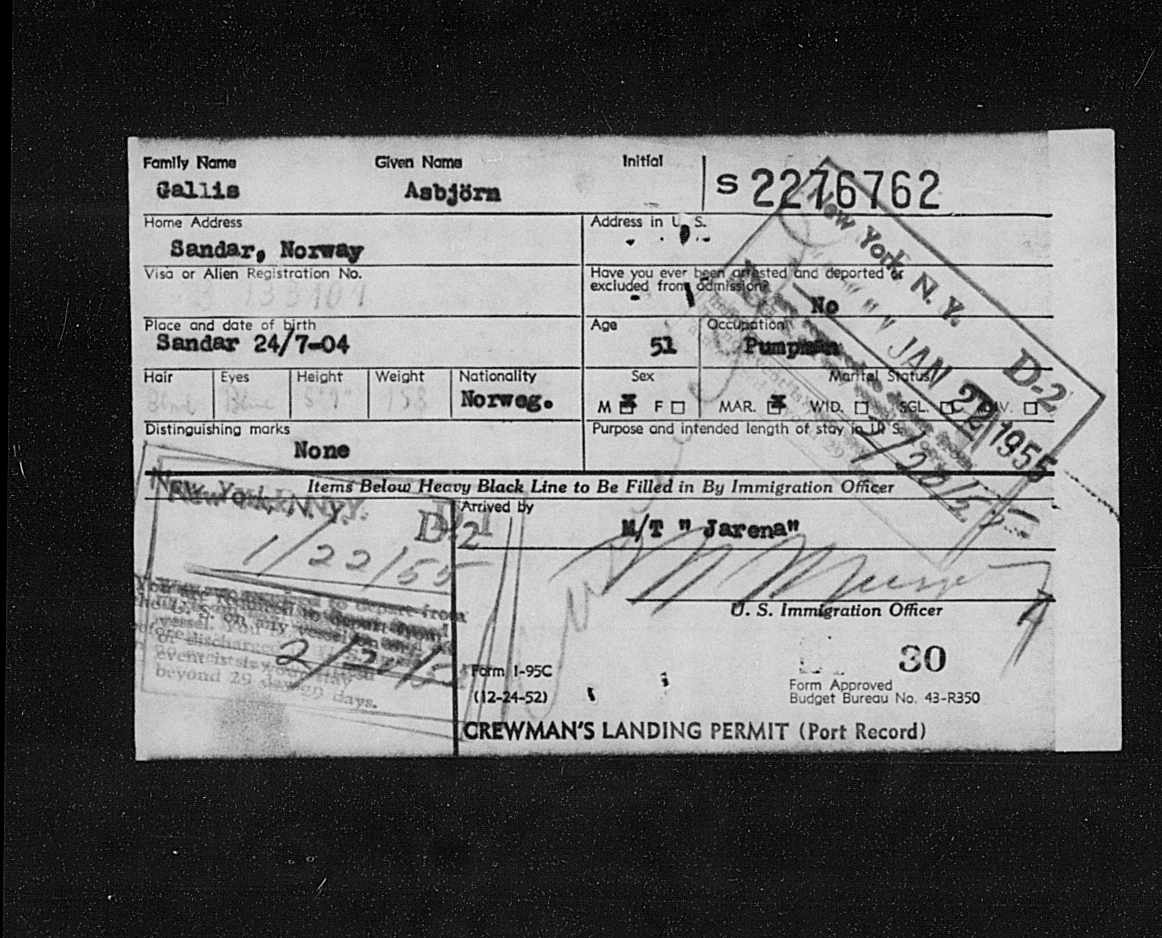 Family Name Given Name Initial
Gallis Asbjörn S 2276762
Home Address Address in U. S.
Sandar, Norway
Visa or Alien Registration No. Have you ever been arrested and deported or
excluded from admission?
No
Place and date of birth Age Occupation
Sandar 24/7-04 51 Pumpman
Hair Eyes Height Weight Nationality Sex Marital Status
Norweg. M F MAR. WID. SGL. DIV.
Distinguishing marks Purpose and intended length of stay in U. S.
None
New York N. Y.
D-2
JAN 22 1955
Items Below Heavy Black Line to Be Filled in By Immigration Officer
Arrived by
M/T " Jarena"
U. S. Immigration Officer
New York, N. Y.
D-2
1/22/55
beyond 29 days.
30
Form 1-95C
(12-24-52)
Form Approved
Budget Bureau No. 43-R350
CREWMAN'S LANDING PERMIT (Port Record)